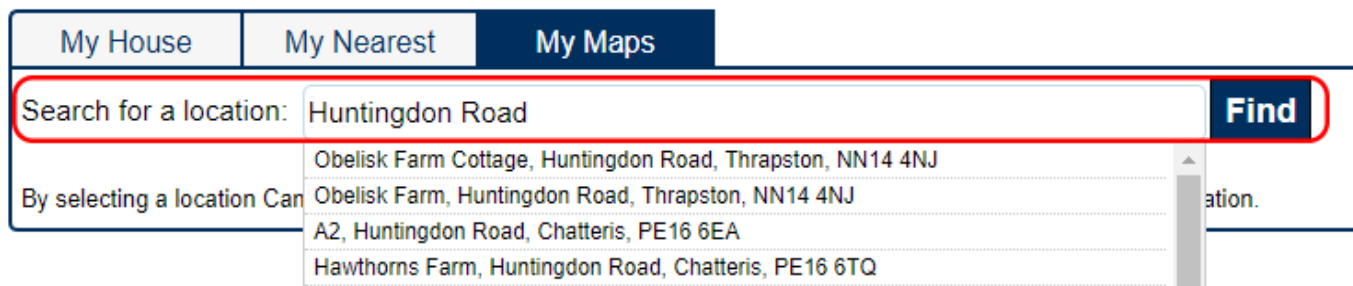 My House My Nearest My Maps
Search for a location: Huntingdon Road Find
Obelisk Farm Cottage, Huntingdon Road, Thrapston, NN14 4NJ
By selecting a location Can
Obelisk Farm, Huntingdon Road, Thrapston, NN14 4NJ
ation.
A2, Huntingdon Road, Chatteris, PE16 6EA
Hawthorns Farm, Huntingdon Road, Chatteris, PE16 6TQ